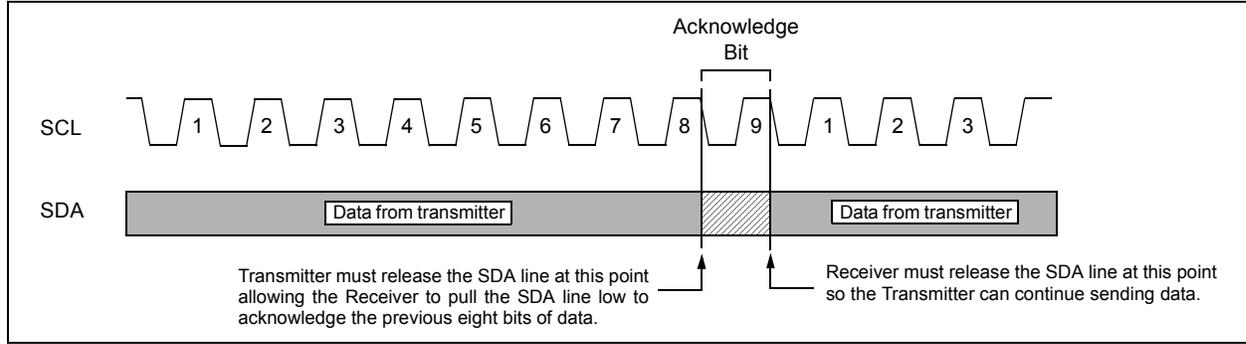 Acknowledge
Bit
SCL
1 2 3 4 5 6 7 8 9 1 2 3
SDA
Data from transmitter
Data from transmitter
Transmitter must release the SDA line at this point
allowing the Receiver to pull the SDA line low to
acknowledge the previous eight bits of data.
Receiver must release the SDA line at this point
so the Transmitter can continue sending data.